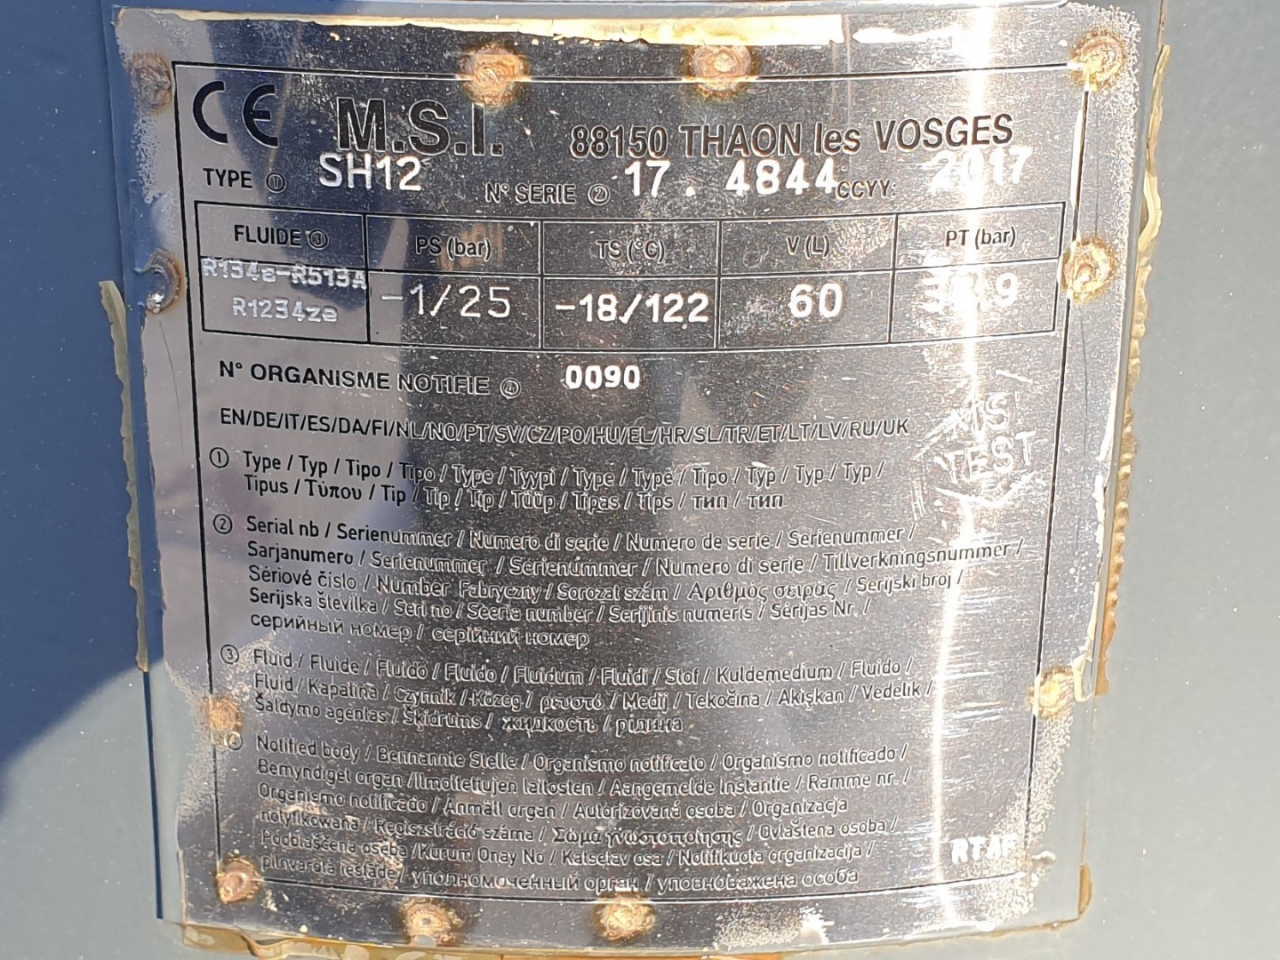 CE M.S.I. 88150 THAON les VOSGES
TYPE ① SH12 N° SERIE ② 17. 4844 CCYY: 2017
FLUIDE ③ PS (bar) TS (°C) V (L) PT (bar)
R134a-R513A
R1234ze -1/25 -18/122 60
N° ORGANISME NOTIFIE ④ 0090
EN/DE/IT/ES/DA/FI/NL/NO/PT/SV/CZ/PO/HU/EL/HR/SL/TR/ET/LT/LV/RU/UK
TEST
① Type / Typ / Tipo / Tipo / Type / Tyypi / Type / Type / Tipo / Typ / Typ / Typ /
Tipus / Τύπου / Tip / Tip / Tip / Tüüp / Tipas / Tips / тип / тип
② Serial nb / Serienummer / Numero di serie / Numero de serie / Serienummer /
Sarjanumero / Serienummer / Serienummer / Numero di serie / Tillverkningsnummer /
Sériové číslo / Number Fabryczny / Sorozat szám / Αριθμός σειράς / Serijski broj /
Serijska številka / Seri no / Seeria number / Serijinis numeris / Sērijas Nr. /
серийный номер / серійний номер
③ Fluid / Fluide / Fluido / Fluido / Fluidum / Fluidi / Stof / Kuldemedium / Fluido /
Fluid / Kapalina / Czynnik / Közeg / ρευστό / Medij / Tekočina / Akişkan / Vedelik /
Šaldymo agentas / Škidrums / жидкость / рідина
Notified body / Bennannte Stelle / Organismo notificato / Organismo notificado /
Bemyndiget organ / Ilmoitettujen laitosten / Aangemelde Instantie / Ramme nr. /
Organismo notificado / Anmält organ / Autorizovaná osoba / Organizacja
notyfikowana / Regisztráció száma / Σώμα γνωστοποίησης / Ovlaštena osoba /
Pooblaščena oseba / Kurum Onay No / Katsetav osa / Notifikuota organizacija /
pilnvarotā iestāde / уполномоченный орган / уповноважена особа